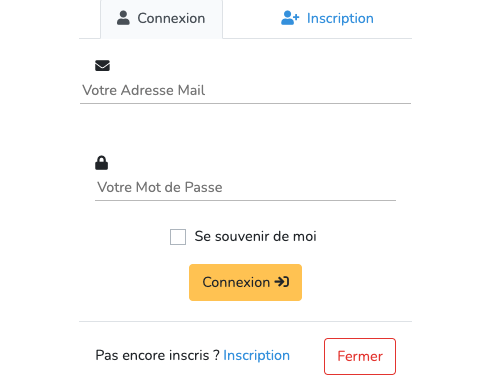 Connexion Inscription
Votre Adresse Mail
Votre Mot de Passe
Se souvenir de moi
Connexion
Pas encore inscris ? Inscription Fermer